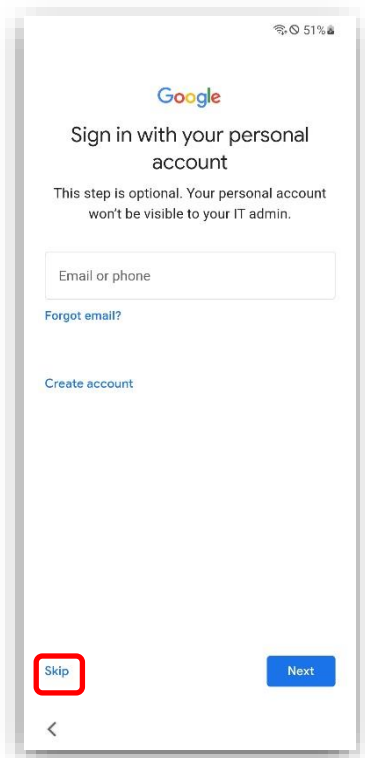 51%
Google
Sign in with your personal
account
This step is optional. Your personal account
won't be visible to your IT admin.
Email or phone
Forgot email?
Create account
Skip
Next